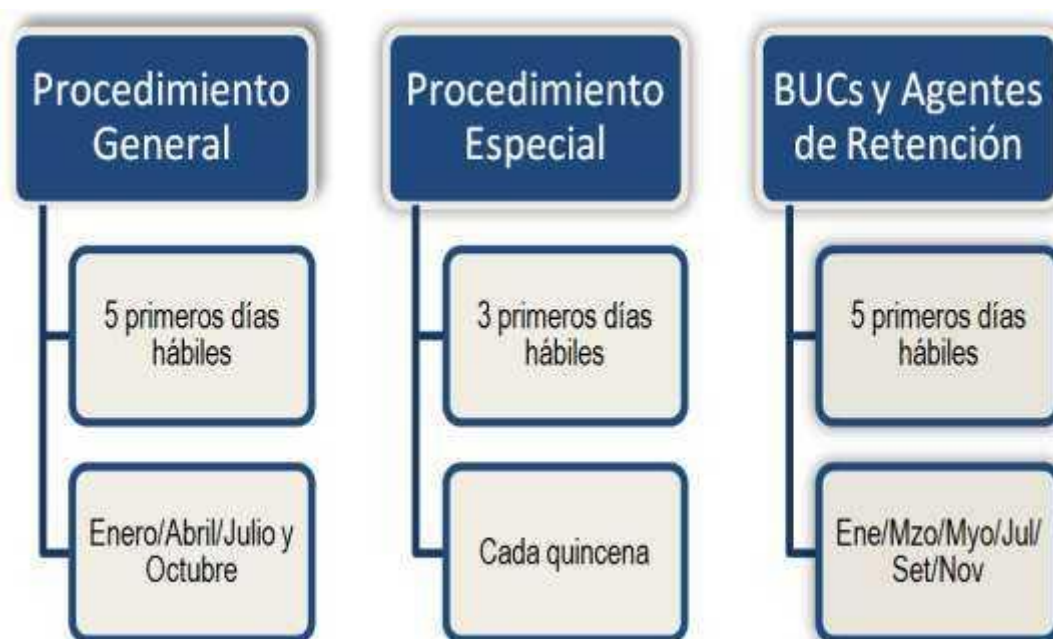 Procedimiento
General
5 primeros días
hábiles
Enero/Abril/Julio y
Octubre
Procedimiento
Especial
3 primeros días
hábiles
Cada quincena
BUCs y Agentes
de Retención
5 primeros días
hábiles
Ene/Mzo/Myo/Jul/
Set/Nov